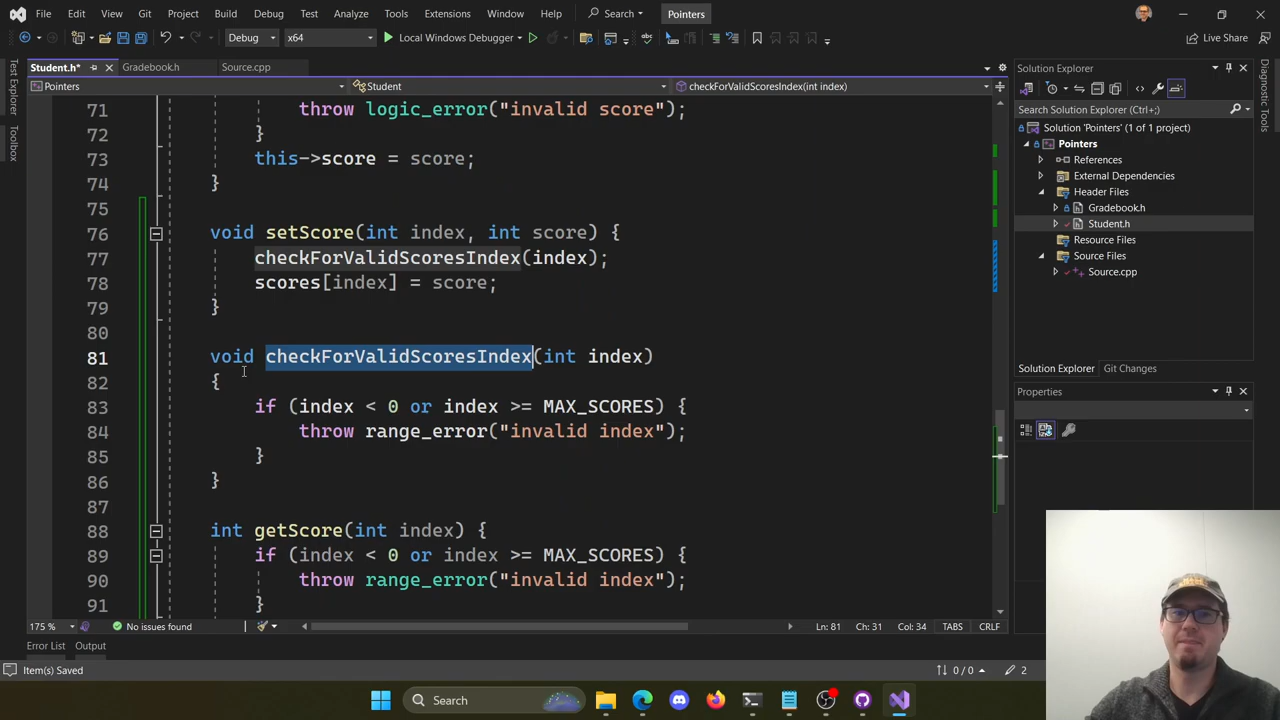 File Edit View Git Project Build Debug Test Analyze Tools Extensions Window Help Search Pointers
Debug x64 Local Windows Debugger Live Share
Student.h* Gradebook.h Source.cpp
Pointers Student checkForValidScoresIndex(int index)
Test Explorer
Toolbox
71 throw logic_error("invalid score");
72 }
73 this->score = score;
74 }
75
76 void setScore(int index, int score) {
77 checkForValidScoresIndex(index);
78 scores[index] = score;
79 }
80
81 void checkForValidScoresIndex(int index)
82 {
83 if (index < 0 or index >= MAX_SCORES) {
84 throw range_error("invalid index");
85 }
86 }
87
88 int getScore(int index) {
89 if (index < 0 or index >= MAX_SCORES) {
90 throw range_error("invalid index");
91 }
175 % No issues found Ln: 81 Ch: 31 Col: 34 TABS CRLF
Error List Output
Item(s) Saved 0 / 0 2
Solution Explorer
Search Solution Explorer (Ctrl+;)
Solution 'Pointers' (1 of 1 project)
Pointers
References
External Dependencies
Header Files
Gradebook.h
Student.h
Resource Files
Source Files
Source.cpp
Solution Explorer Git Changes
Properties
Diagnostic Tools
Search